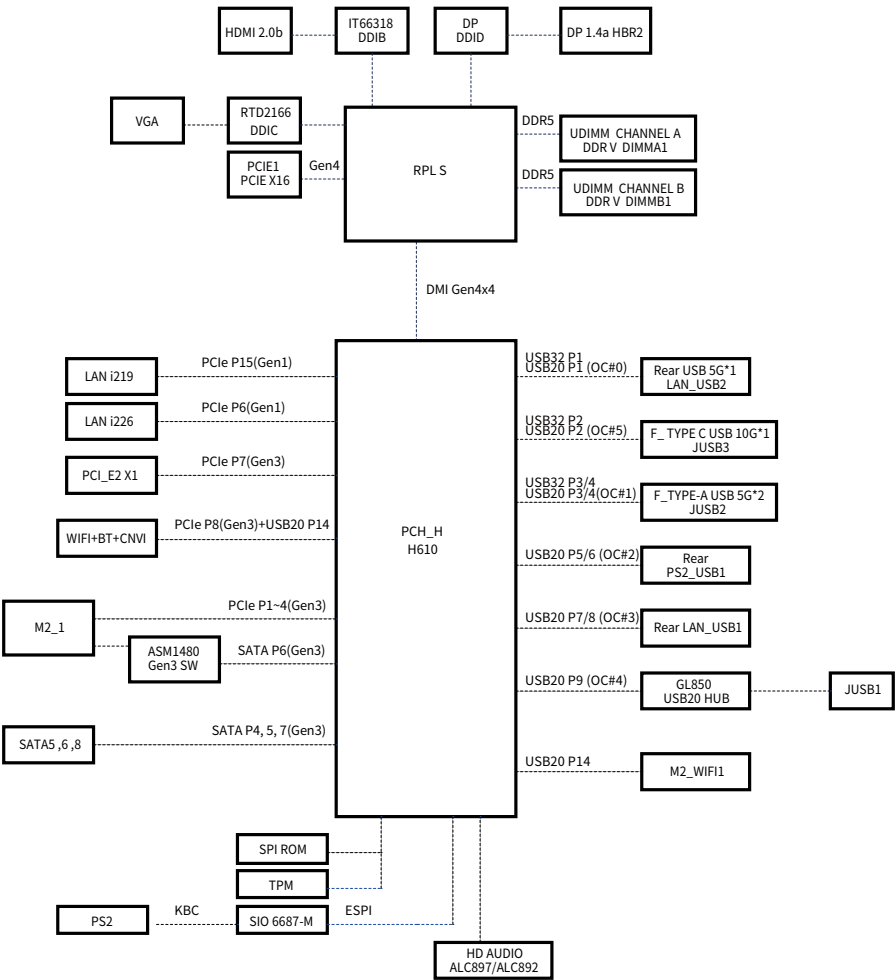 HDMI 2.0b
IT66318
DDIB
DP
DDID
DP 1.4a HBR2
VGA
RTD2166
DDIC
PCIE1
PCIE X16
Gen4
RPL S
DDR5
UDIMM  CHANNEL A
DDR V  DIMMA1
DDR5
UDIMM  CHANNEL B
DDR V  DIMMB1
DMI Gen4x4
LAN i219
PCIe P15(Gen1)
LAN i226
PCIe P6(Gen1)
PCI_E2 X1
PCIe P7(Gen3)
WIFI+BT+CNVI
PCIe P8(Gen3)+USB20 P14
M2_1
PCIe P1~4(Gen3)
ASM1480
Gen3 SW
SATA P6(Gen3)
SATA5 ,6 ,8
SATA P4, 5, 7(Gen3)
PCH_H
H610
USB32 P1
USB20 P1 (OC#0)
Rear USB 5G*1
LAN_USB2
USB32 P2
USB20 P2 (OC#5)
F_ TYPE C USB 10G*1
JUSB3
USB32 P3/4
USB20 P3/4(OC#1)
F_TYPE-A USB 5G*2
JUSB2
USB20 P5/6 (OC#2)
Rear
PS2_USB1
USB20 P7/8 (OC#3)
Rear LAN_USB1
USB20 P9 (OC#4)
GL850
USB20 HUB
JUSB1
USB20 P14
M2_WIFI1
SPI ROM
TPM
PS2
KBC
SIO 6687-M
ESPI
HD AUDIO
ALC897/ALC892